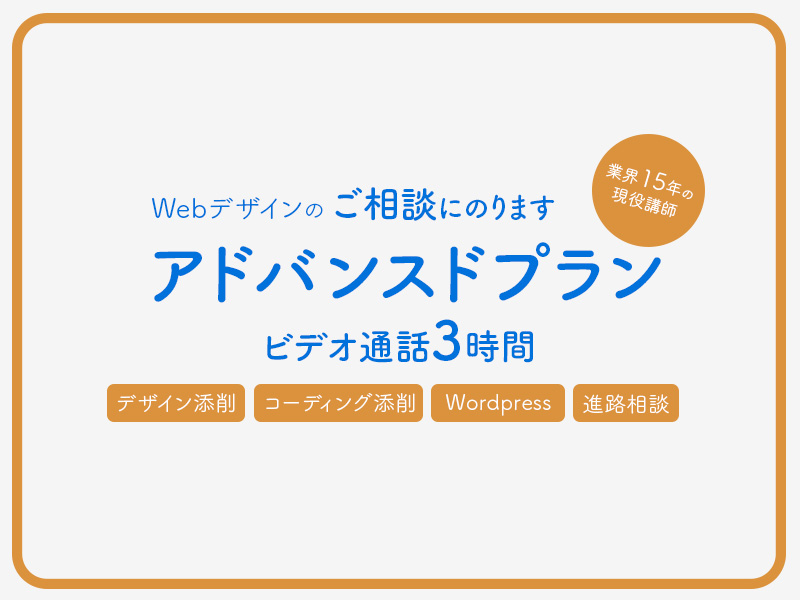 業界15年の
現役講師
Webデザインの ご相談にのります
アドバンスドプラン
ビデオ通話3時間
デザイン添削
コーディング添削
Wordpress
進路相談